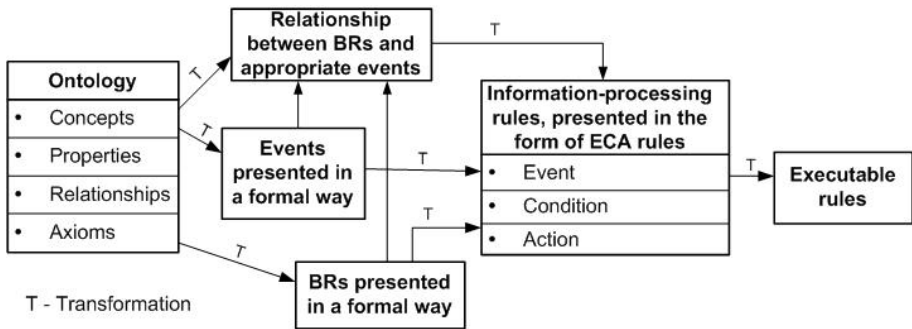 Relationship
between BRs and
appropriate events
T
T
Ontology
• Concepts
• Properties
• Relationships
• Axioms
T
Events
presented in
a formal way
T
Information-processing
rules, presented in the
form of ECA rules
• Event
• Condition
• Action
T
Executable
rules
T
T
BRs presented
in a formal way
T - Transformation